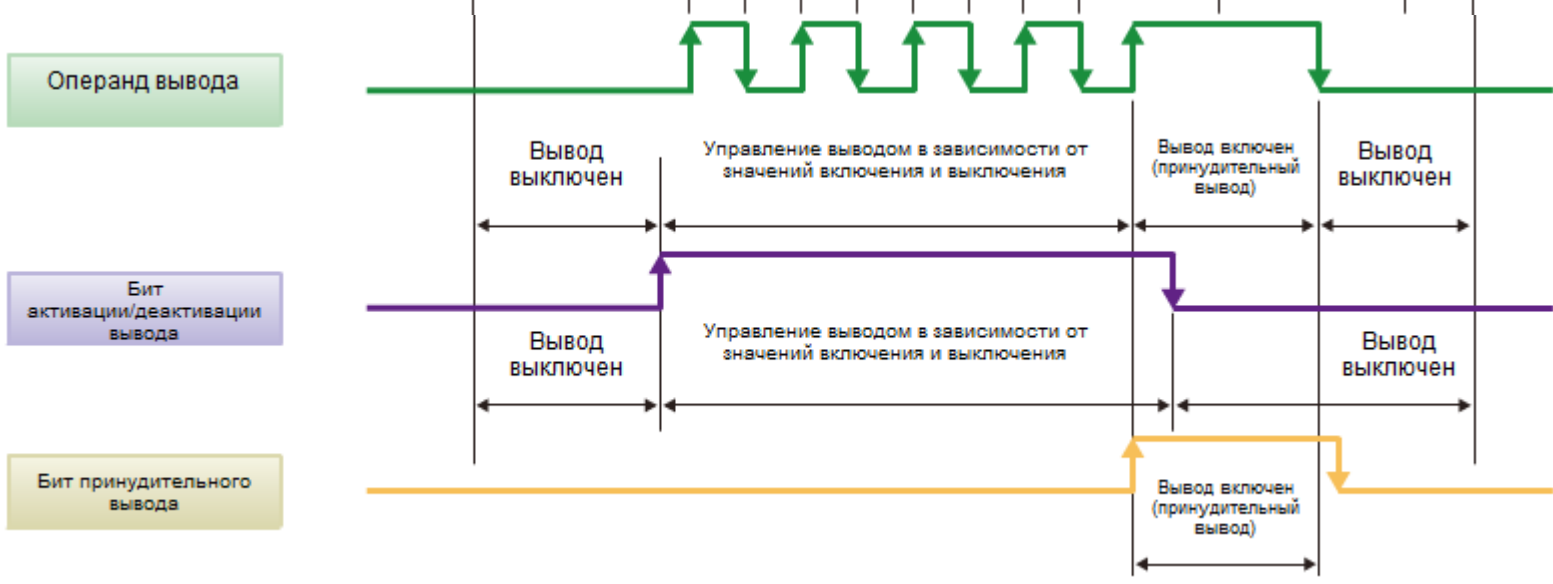 Операнд вывода
Вывод
выключен
Управление выводом в зависимости от
значений включения и выключения
Вывод включен
(принудительный
вывод)
Вывод
выключен
Бит
активации/деактивации
вывода
Вывод
выключен
Управление выводом в зависимости от
значений включения и выключения
Вывод
выключен
Бит принудительного
вывода
Вывод включен
(принудительный
вывод)